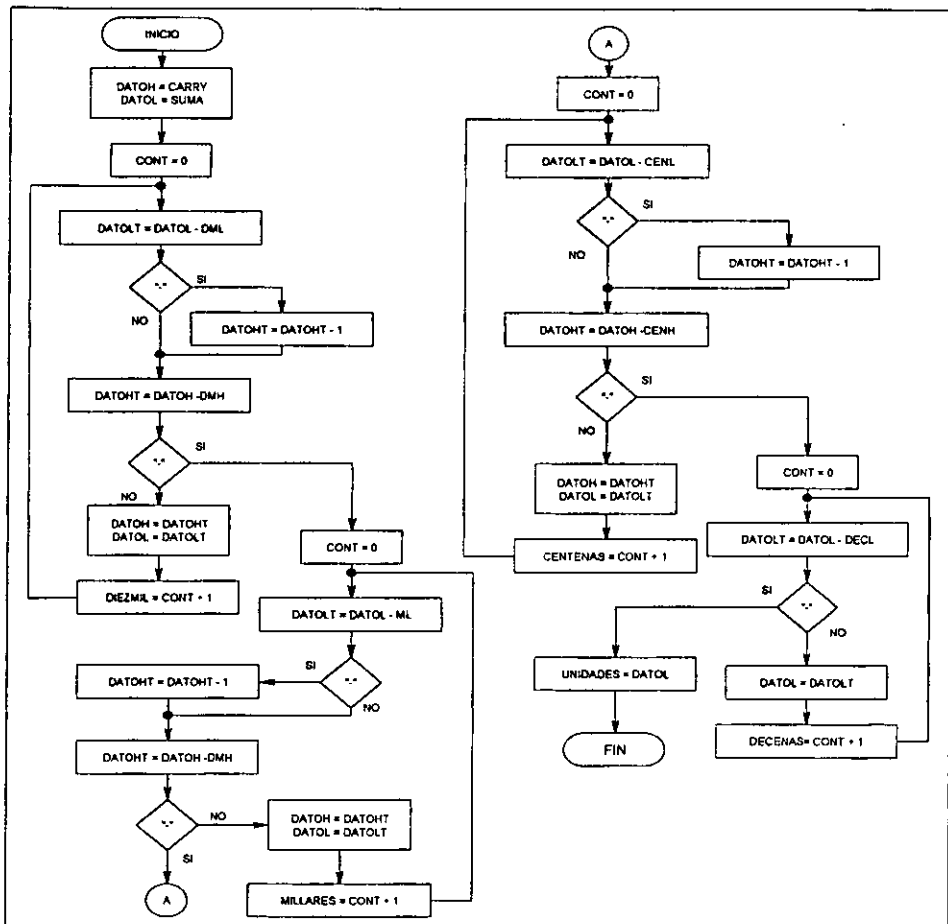 INICIO
DATOH = CARRY
DATOL = SUMA
CONT = 0
DATOLT = DATOL - DML
"-"
SI
NO
DATOHT = DATOHT - 1
DATOHT = DATOH -DMH
"-"
SI
NO
DATOH = DATOHT
DATOL = DATOLT
DIEZMIL = CONT + 1
CONT = 0
DATOLT = DATOL - ML
"-"
SI
NO
DATOHT = DATOHT - 1
DATOHT = DATOH -DMH
"-"
NO
SI
DATOH = DATOHT
DATOL = DATOLT
MILLARES = CONT + 1
A
A
CONT = 0
DATOLT = DATOL - CENL
"-"
SI
NO
DATOHT = DATOHT - 1
DATOHT = DATOH -CENH
"-"
SI
NO
DATOH = DATOHT
DATOL = DATOLT
CENTENAS = CONT + 1
CONT = 0
DATOLT = DATOL - DECL
"-"
SI
NO
DATOL = DATOLT
DECENAS= CONT + 1
UNIDADES = DATOL
FIN